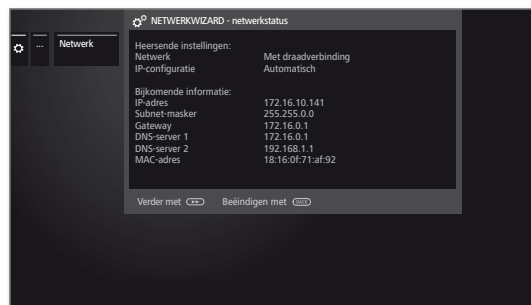 NETWERKWIZARD - netwerkstatus
... Netwerk
Heersende instellingen:
Netwerk Met draadverbinding
IP-configuratie Automatisch
Bijkomende informatie:
IP-adres 172.16.10.141
Subnet-masker 255.255.0.0
Gateway 172.16.0.1
DNS-server 1 172.16.0.1
DNS-server 2 192.168.1.1
MAC-adres 18:16:0f:71:af:92
Verder met Beëindigen met BACK